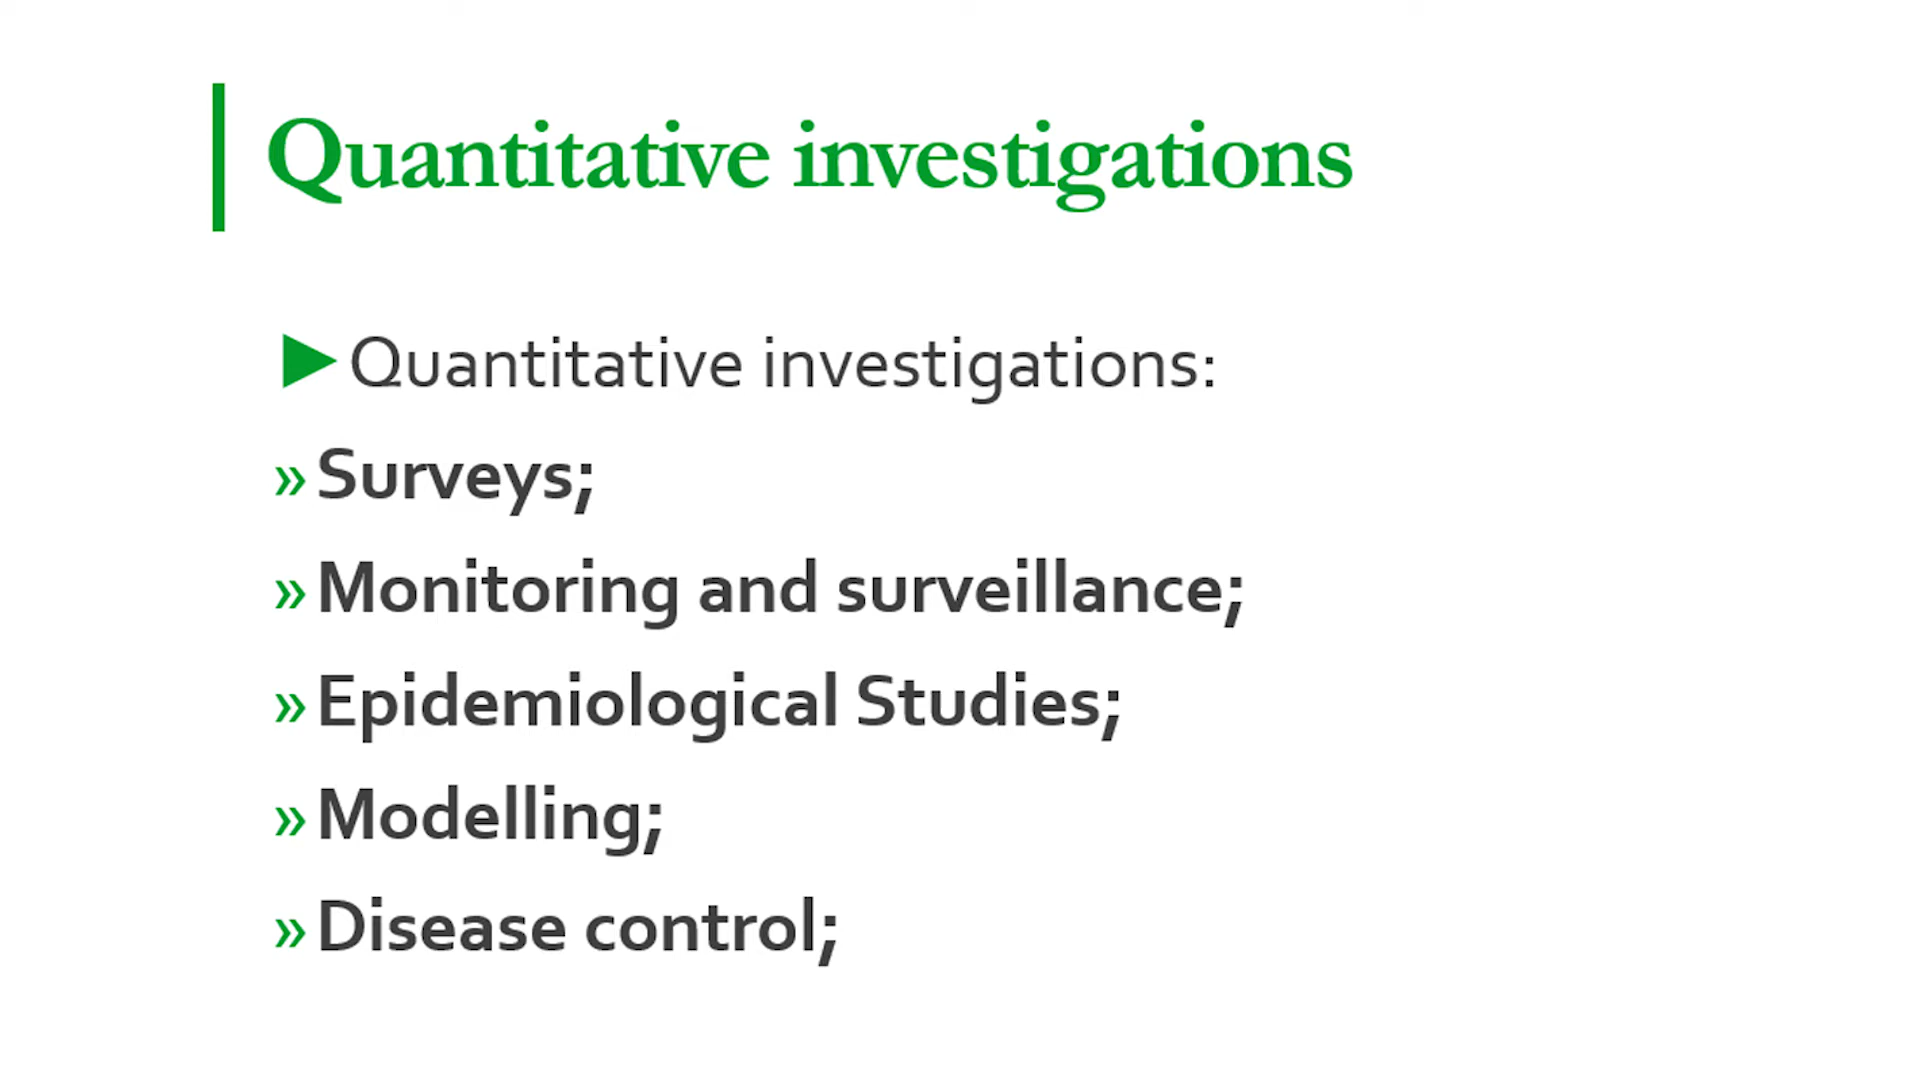 Quantitative investigations
►Quantitative investigations:
» Surveys;
» Monitoring and surveillance;
» Epidemiological Studies;
» Modelling;
» Disease control;